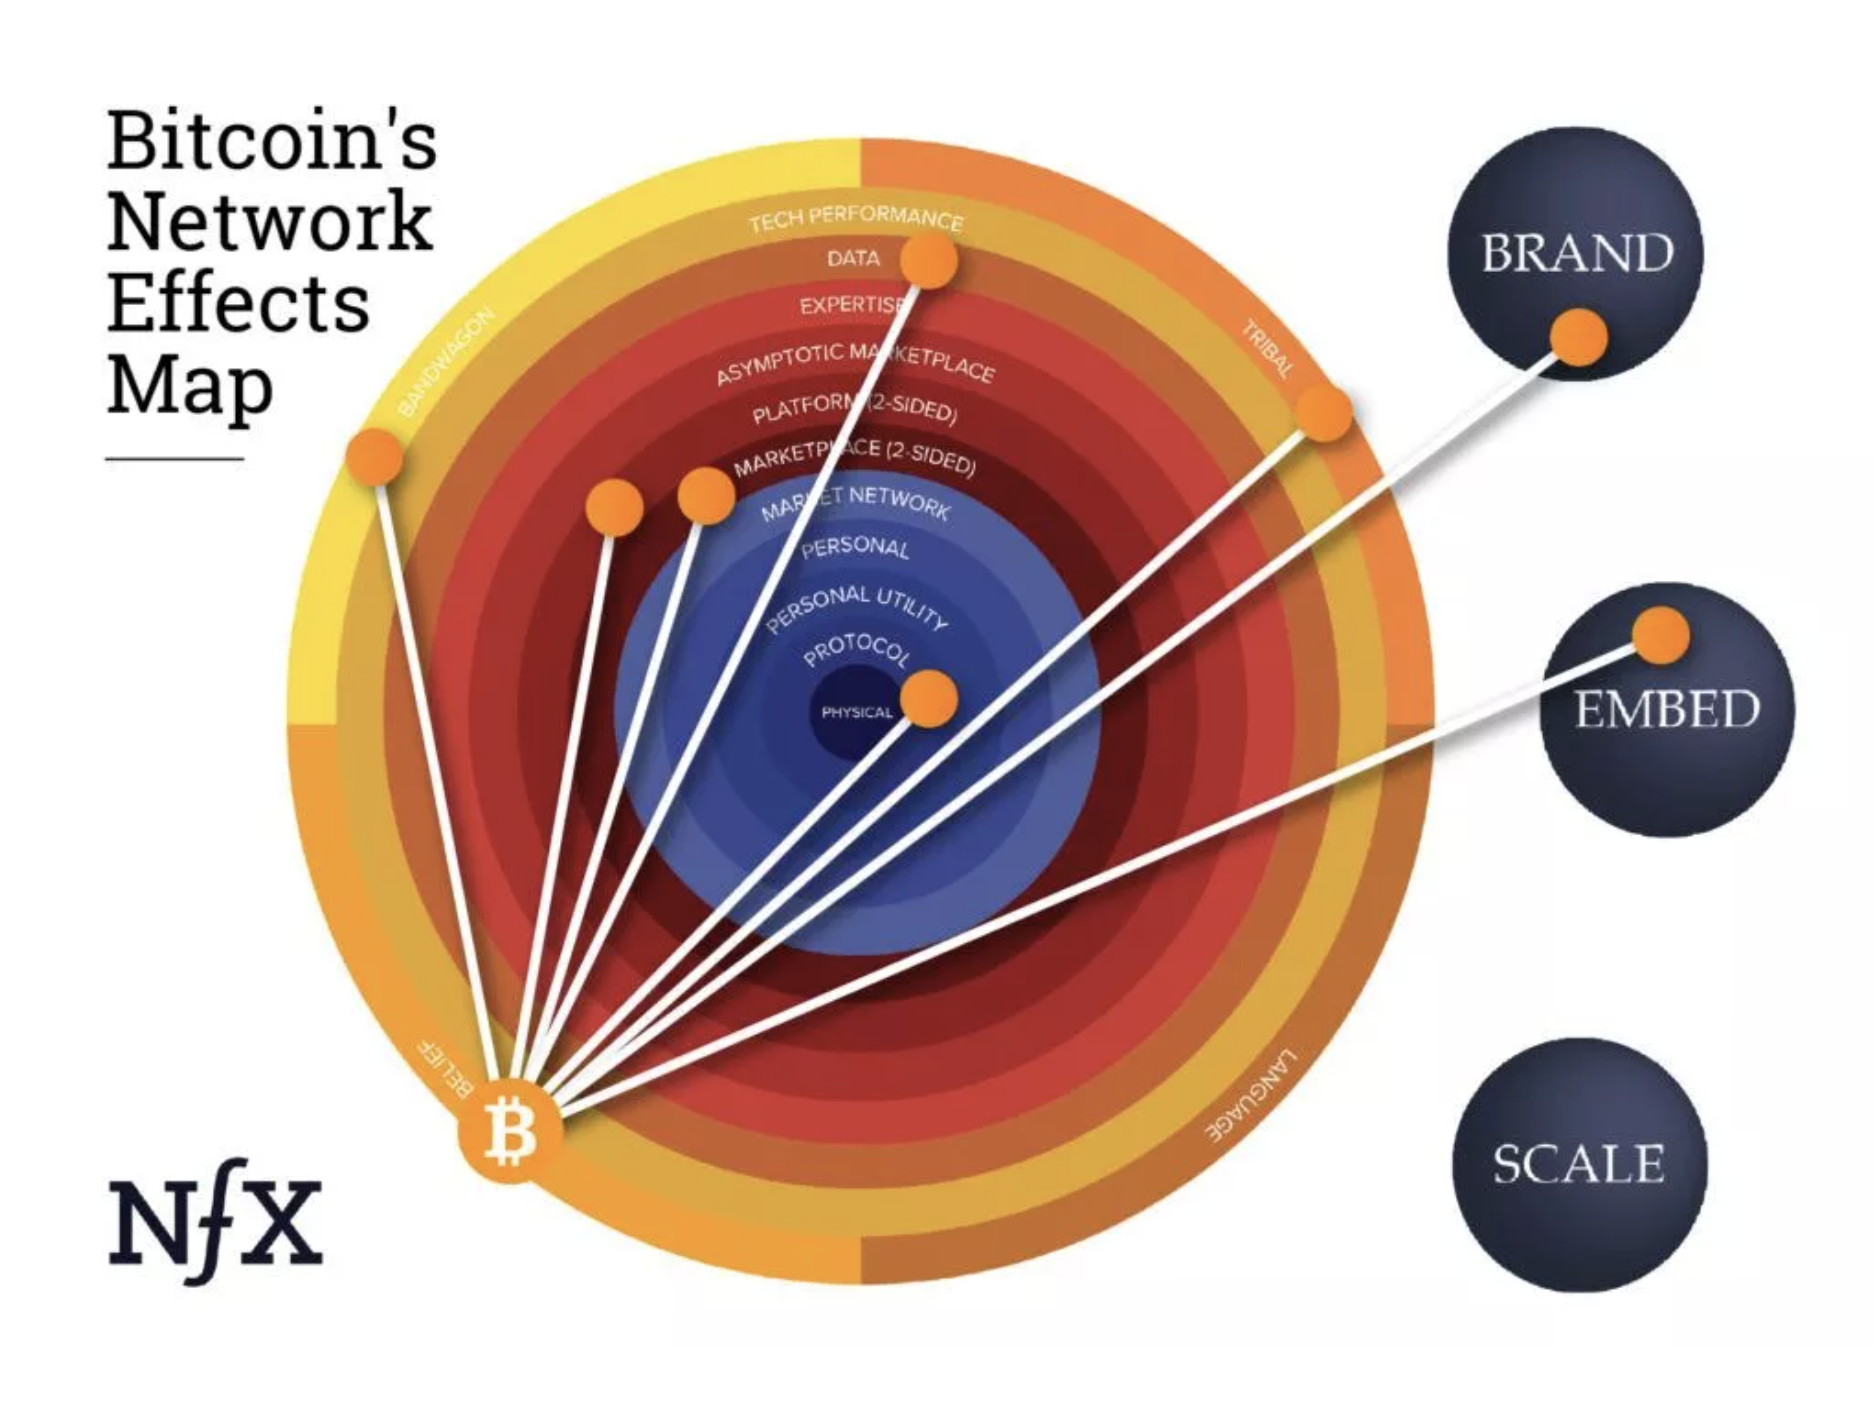 Bitcoin's
Network
Effects
Map
BANDWAGON
TECH PERFORMANCE
DATA
EXPERTISE
ASYMPTOTIC MARKETPLACE
PLATFORM (2-SIDED)
MARKETPLACE (2-SIDED)
MARKET NETWORK
PERSONAL
PERSONAL UTILITY
PROTOCOL
PHYSICAL
TRIBAL
BELIEF
LANGUAGE
BRAND
EMBED
SCALE
₿
NfX